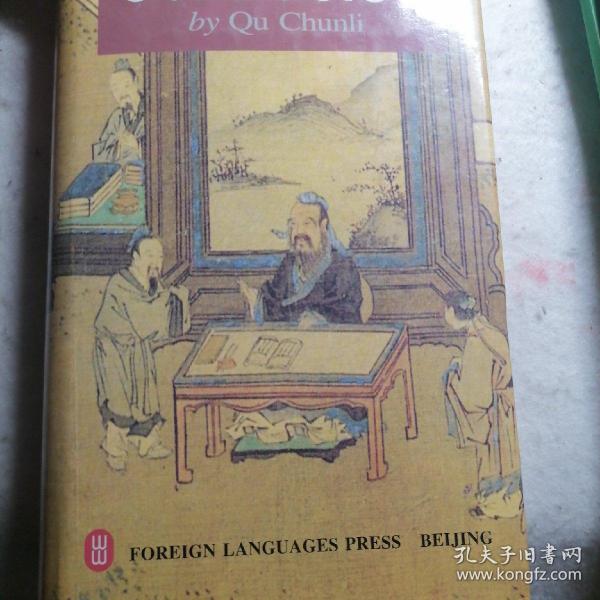 by Qu Chunli
FOREIGN LANGUAGES PRESS BEIJING
孔夫子旧书网
www.kongfz.com